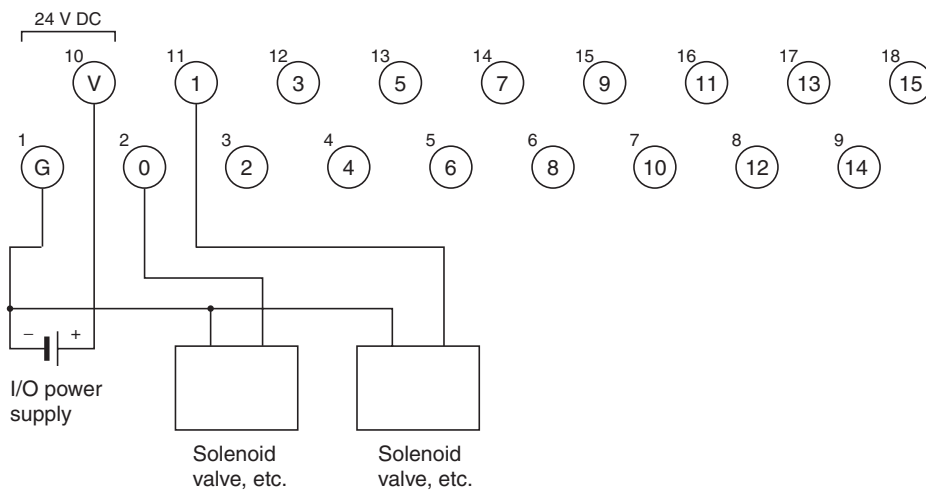 24 V DC
10 11 12 13 14 15 16 17 18
V 1 3 5 7 9 11 13 15
1 2 3 4 5 6 7 8 9
G 0 2 4 6 8 10 12 14
− +
I/O power
supply
Solenoid
valve, etc.
Solenoid
valve, etc.